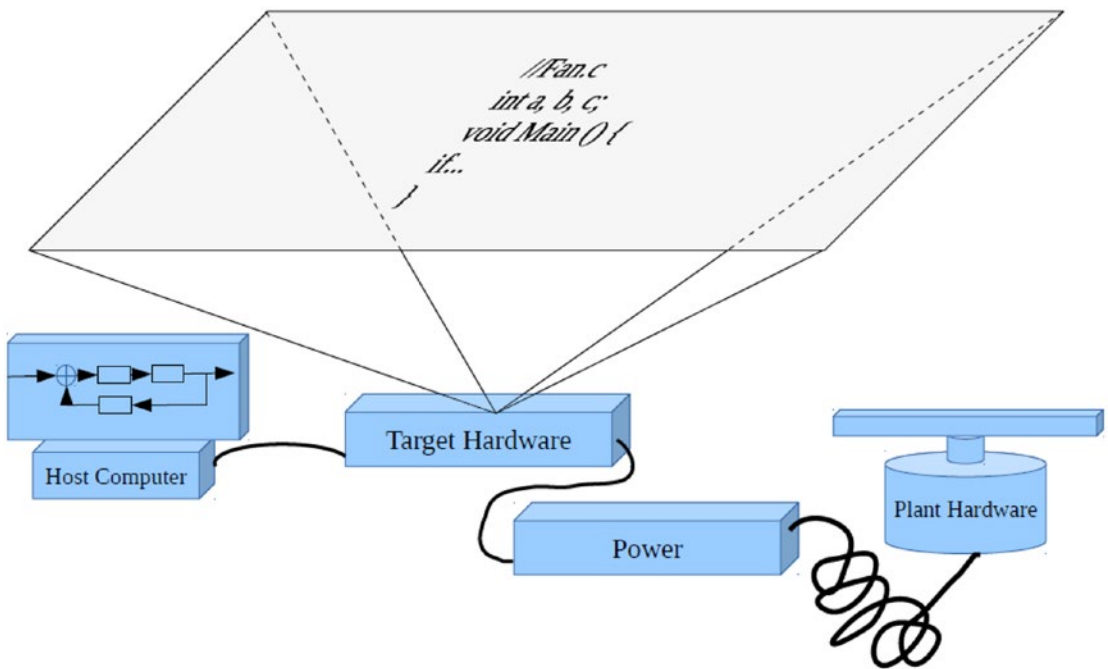 //Fan.c
int a, b, c;
void Main () {
if...
}
Target Hardware
Host Computer
Power
Plant Hardware